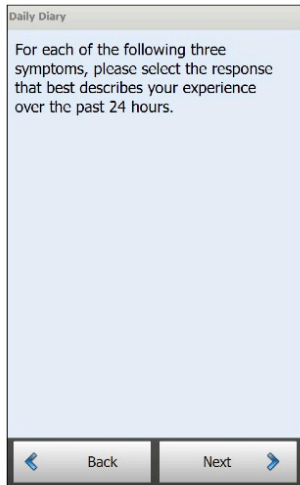 Daily Diary
For each of the following three
symptoms, please select the response
that best describes your experience
over the past 24 hours.
Back
Next